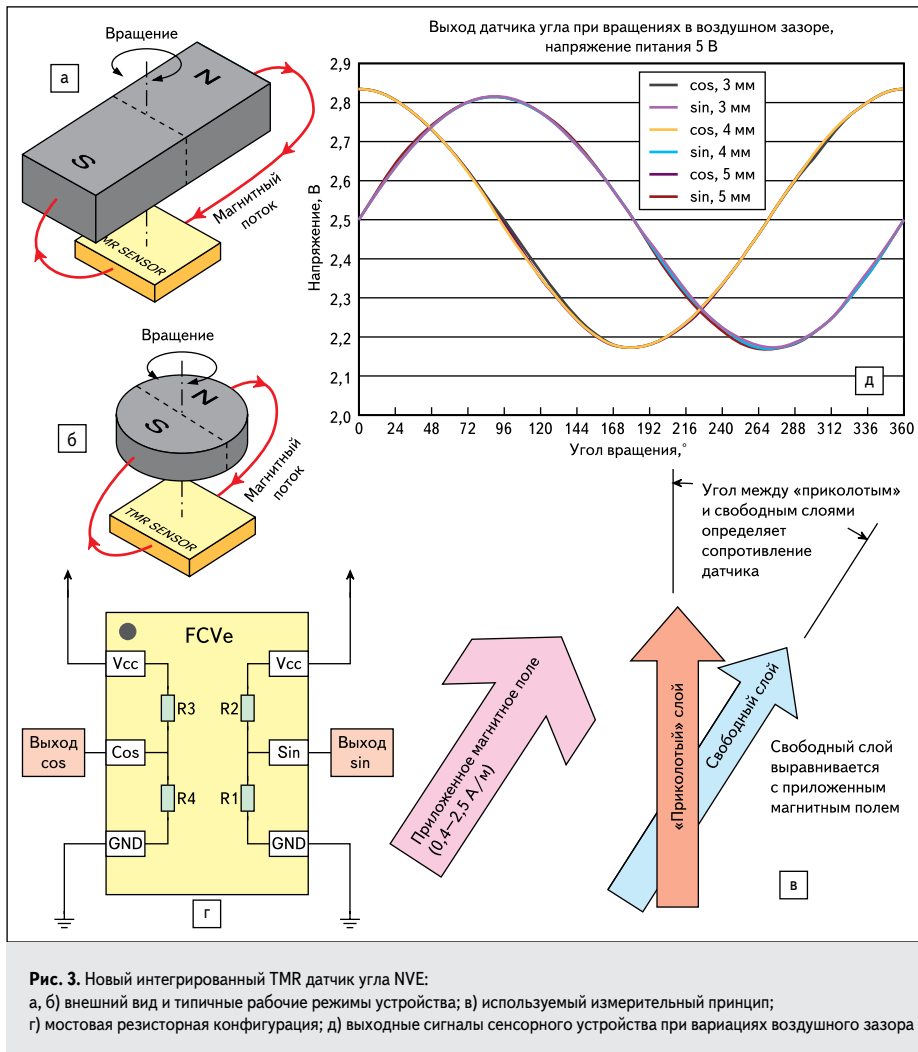 Вращение
а
N
S
Магнитный
поток
TMR SENSOR
Выход датчика угла при вращениях в воздушном зазоре,
напряжение питания 5 В
Напряжение, В
2,9
2,8
2,7
2,6
2,5
2,4
2,3
2,2
2,1
2,0
cos, 3 мм
sin, 3 мм
cos, 4 мм
sin, 4 мм
cos, 5 мм
sin, 5 мм
д
0 24 48 72 96 120 144 168 192 216 240 264 288 312 336 360
Угол вращения,°
Вращение
б
N
S
Магнитный
поток
TMR SENSOR
Угол между «приколотым»
и свободным слоями
определяет
сопротивление
датчика
FCVe
Vcc Vcc
R3 R2
Выход
cos
Cos Sin
Выход
sin
R4 R1
GND GND
г
Приложенное магнитное поле
(0,4–2,5 А/м)
«Приколотый» слой
Свободный слой
Свободный слой
выравнивается
с приложенным
магнитным полем
в
Рис. 3. Новый интегрированный TMR датчик угла NVE:
а, б) внешний вид и типичные рабочие режимы устройства; в) используемый измерительный принцип;
г) мостовая резисторная конфигурация; д) выходные сигналы сенсорного устройства при вариациях воздушного зазора